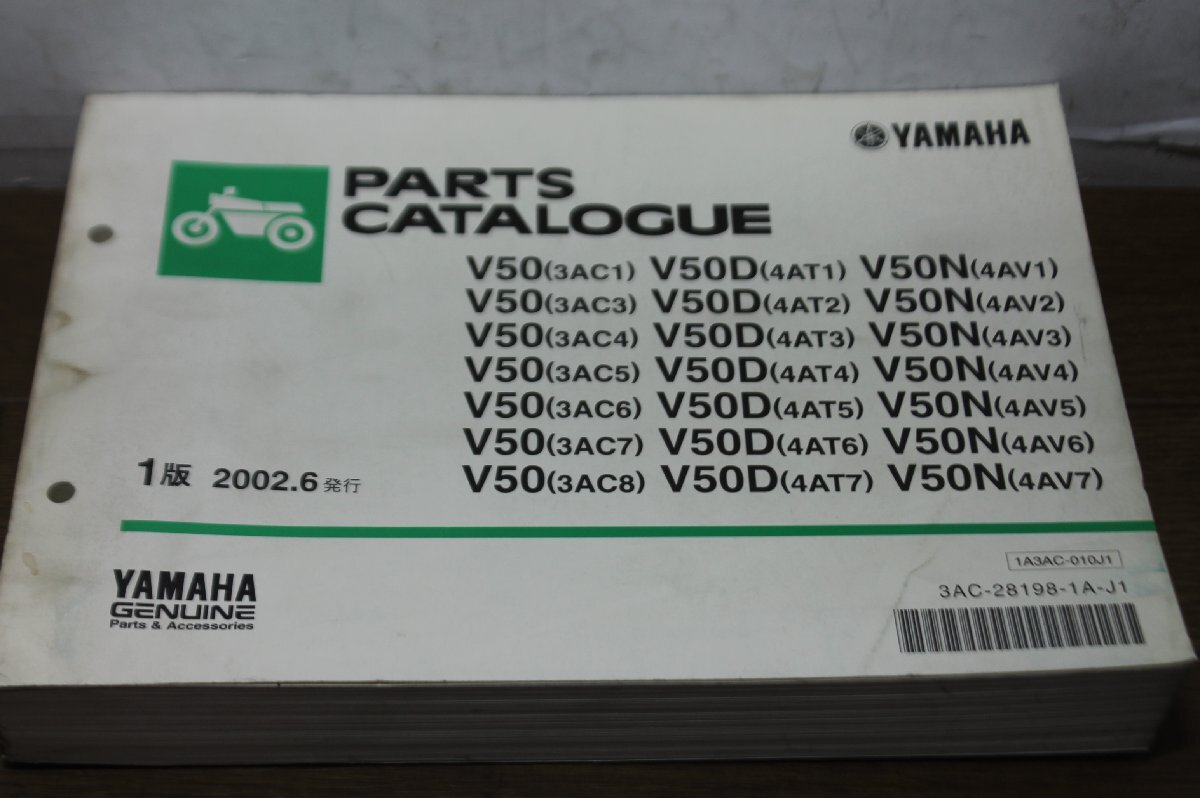 YAMAHA
PARTS
CATALOGUE
V50(3AC1) V50D(4AT1) V50N(4AV1)
V50(3AC3) V50D(4AT2) V50N(4AV2)
V50(3AC4) V50D(4AT3) V50N(4AV3)
V50(3AC5) V50D(4AT4) V50N(4AV4)
V50(3AC6) V50D(4AT5) V50N(4AV5)
V50(3AC7) V50D(4AT6) V50N(4AV6)
V50(3AC8) V50D(4AT7) V50N(4AV7)
1版 2002.6発行
1A3AC-010J1
3AC-28198-1A-J1
YAMAHA
GENUINE
Parts & Accessories